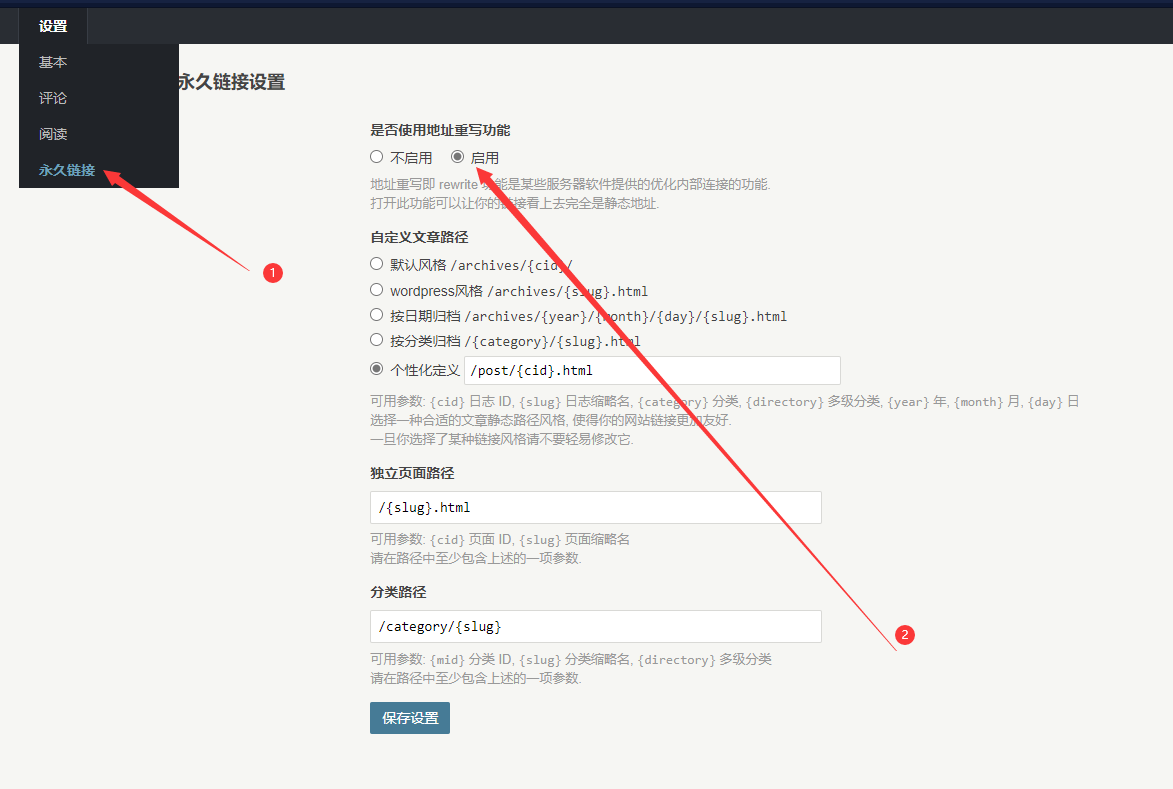 设置
基本
评论
阅读
永久链接
永久链接设置
是否使用地址重写功能
不启用 启用
地址重写即 rewrite 功能是某些服务器软件提供的优化内部连接的功能.
打开此功能可以让你的链接看上去完全是静态地址.
自定义文章路径
默认风格 /archives/{cid}/
wordpress风格 /archives/{slug}.html
按日期归档 /archives/{year}/{month}/{day}/{slug}.html
按分类归档 /{category}/{slug}.html
个性化定义 /post/{cid}.html
可用参数: {cid} 日志 ID, {slug} 日志缩略名, {category} 分类, {directory} 多级分类, {year} 年, {month} 月, {day} 日
选择一种合适的文章静态路径风格, 使得你的网站链接更加友好.
一旦你选择了某种链接风格请不要轻易修改它.
独立页面路径
/{slug}.html
可用参数: {cid} 页面 ID, {slug} 页面缩略名
请在路径中至少包含上述的一项参数.
分类路径
/category/{slug}
可用参数: {mid} 分类 ID, {slug} 分类缩略名, {directory} 多级分类
请在路径中至少包含上述的一项参数.
保存设置
1
2